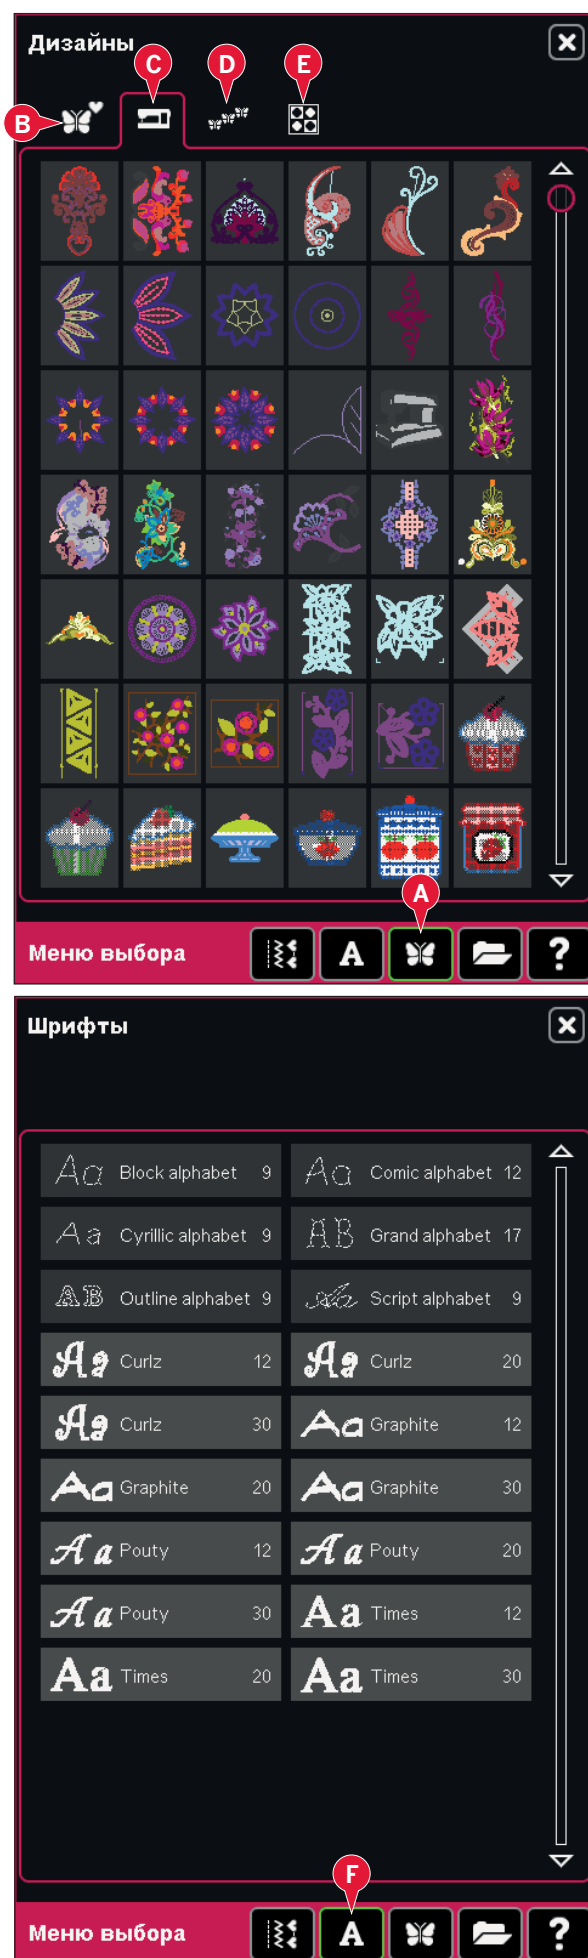 Дизайны
C
D
E
B
A
Меню выбора
A
?
Шрифты
Aa Block alphabet 9
Aa Comic alphabet 12
Aa Cyrillic alphabet 9
AB Grand alphabet 17
AB Outline alphabet 9
Aa Script alphabet 9
Aa Curlz 12
Aa Curlz 20
Aa Curlz 30
Aa Graphite 12
Aa Graphite 20
Aa Graphite 30
Aa Pouty 12
Aa Pouty 20
Aa Pouty 30
Aa Times 12
Aa Times 20
Aa Times 30
F
Меню выбора
A
?